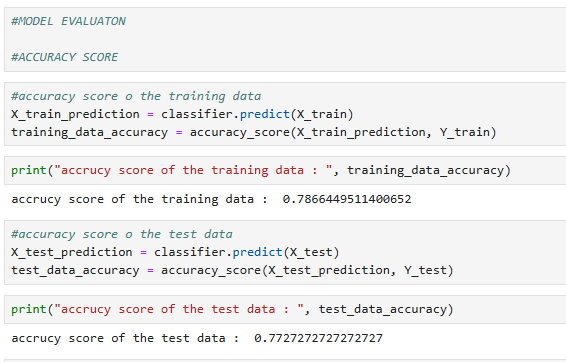 #MODEL EVALUATON
#ACCURACY SCORE
#accuracy score o the training data
X_train_prediction = classifier.predict(X_train)
training_data_accuracy = accuracy_score(X_train_prediction, Y_train)
print("accrucy score of the training data : ", training_data_accuracy)
accrucy score of the training data :  0.7866449511400652
#accuracy score o the test data
X_test_prediction = classifier.predict(X_test)
test_data_accuracy = accuracy_score(X_test_prediction, Y_test)
print("accrucy score of the test data : ", test_data_accuracy)
accrucy score of the test data :  0.7727272727272727